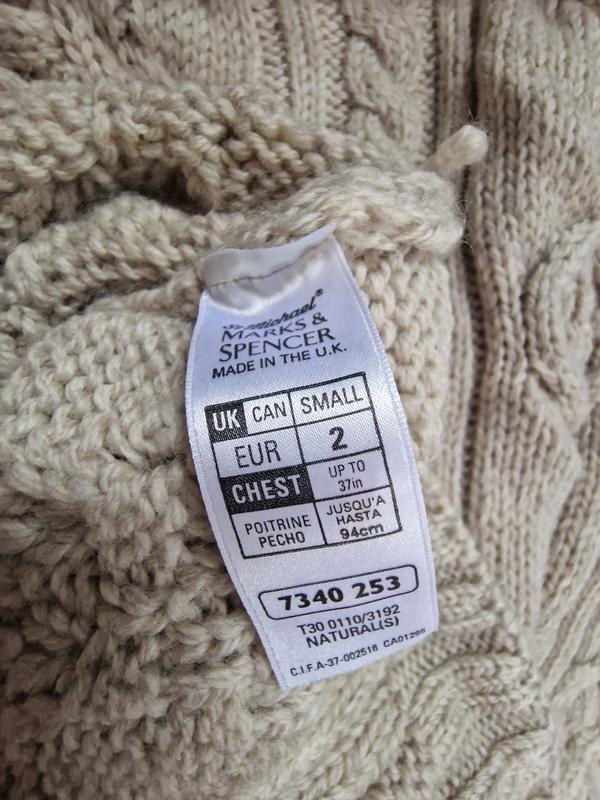 St Michael®
MARKS &
SPENCER
MADE IN THE U.K.
UK CAN SMALL
EUR 2
CHEST UP TO
37in
POITRINE JUSQU'A
PECHO HASTA
94cm
7340 253
T30 0110/3192
NATURAL(S)
C.I.F.A-37-002516 CA01296